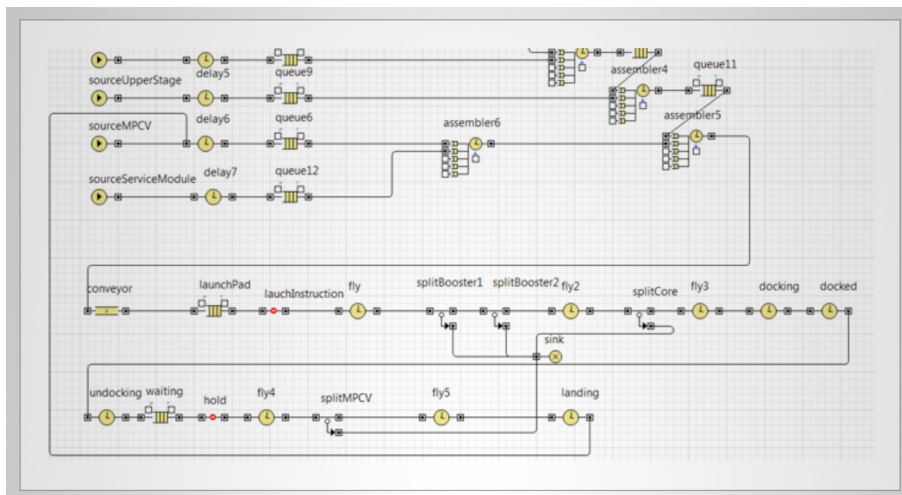 assembler4
queue11
delay5
queue9
sourceUpperStage
delay6
queue6
assembler5
sourceMPCV
assembler6
sourceServiceModule
delay7
queue12
conveyor
launchPad
lauchInstruction
fly
splitBooster1
splitBooster2
fly2
splitCore
fly3
docking
docked
sink
undocking
waiting
hold
fly4
splitMPCV
fly5
landing